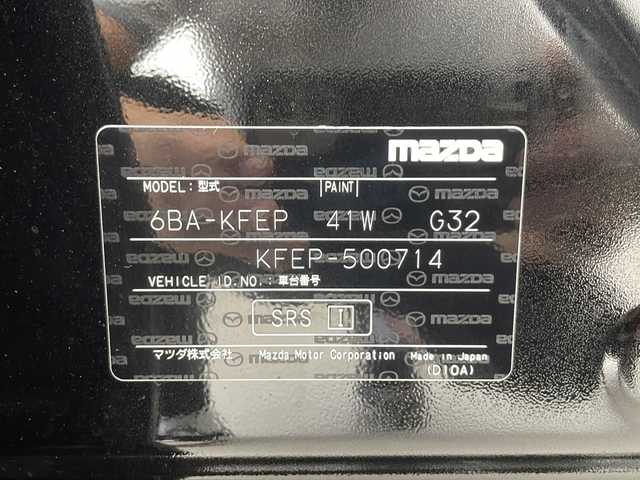 mazda
MODEL:型式 PAINT
6BA-KFEP 41W G32
KFEP-500714
VEHICLE I.D.NO.:車台番号
SRS I
マツダ株式会社 Mazda Motor Corporation Made in Japan
(D10A)